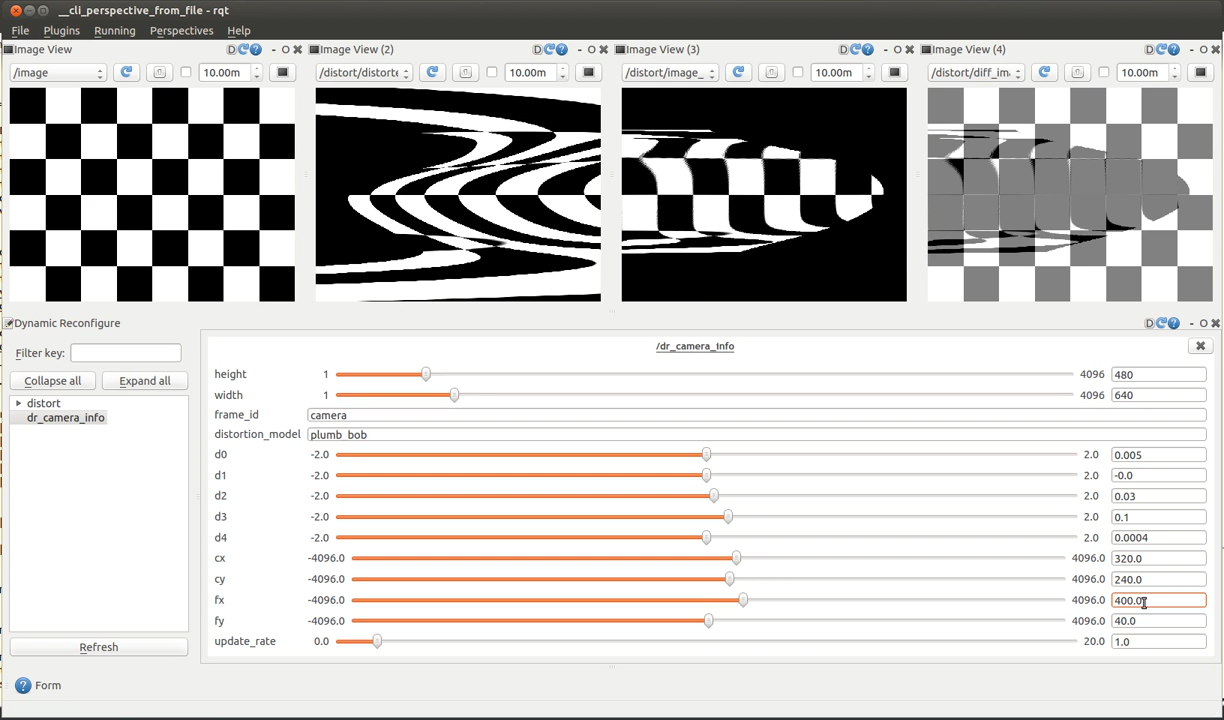 __cli_perspective_from_file - rqt
File Plugins Running Perspectives Help
Image View D ? - O
Image View (2) D ? - O
Image View (3) D ? - O
Image View (4) D ? - O
/image 10.00m
/distort/distorte 10.00m
/distort/image_ 10.00m
/distort/diff_im 10.00m
Dynamic Reconfigure D ? - O
Filter key:
Collapse all Expand all
distort
dr_camera_info
Refresh
/dr_camera_info
height 1 4096 480
width 1 4096 640
frame_id camera
distortion_model plumb_bob
d0 -2.0 2.0 0.005
d1 -2.0 2.0 -0.0
d2 -2.0 2.0 0.03
d3 -2.0 2.0 0.1
d4 -2.0 2.0 0.0004
cx -4096.0 4096.0 320.0
cy -4096.0 4096.0 240.0
fx -4096.0 4096.0 400.0
fy -4096.0 4096.0 40.0
update_rate 0.0 20.0 1.0
? Form